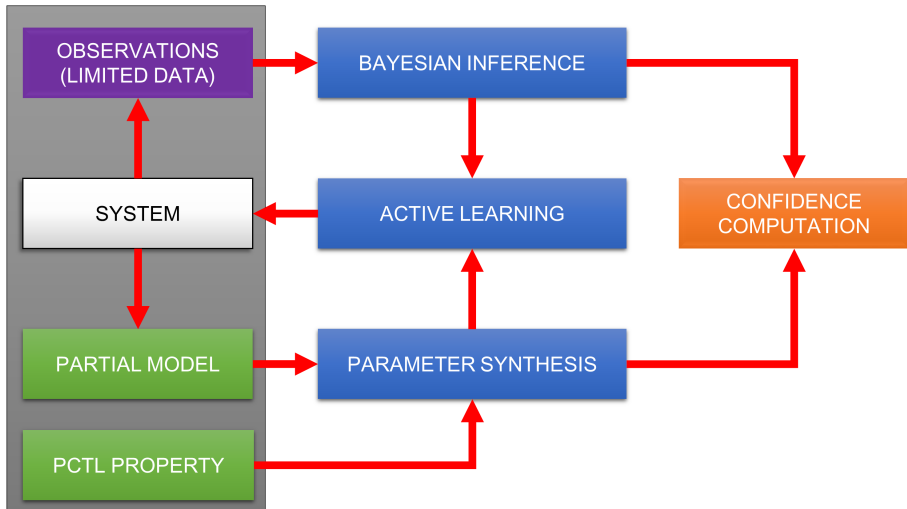 OBSERVATIONS
(LIMITED DATA)
BAYESIAN INFERENCE
SYSTEM
ACTIVE LEARNING
CONFIDENCE
COMPUTATION
PARTIAL MODEL
PARAMETER SYNTHESIS
PCTL PROPERTY